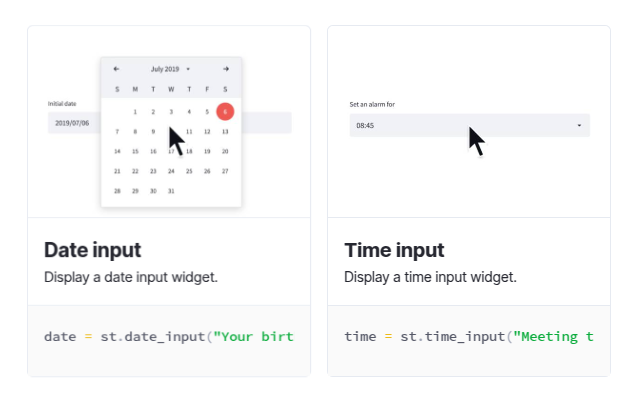 July 2019
S M T W T F S
Initial date
2019/07/06
1 2 3 4 5 6
7 8 9 11 12 13
14 15 16 17 18 19 20
21 22 23 24 25 26 27
28 29 30 31
Date input
Display a date input widget.
date = st.date_input("Your birt
Set an alarm for
08:45
Time input
Display a time input widget.
time = st.time_input("Meeting t